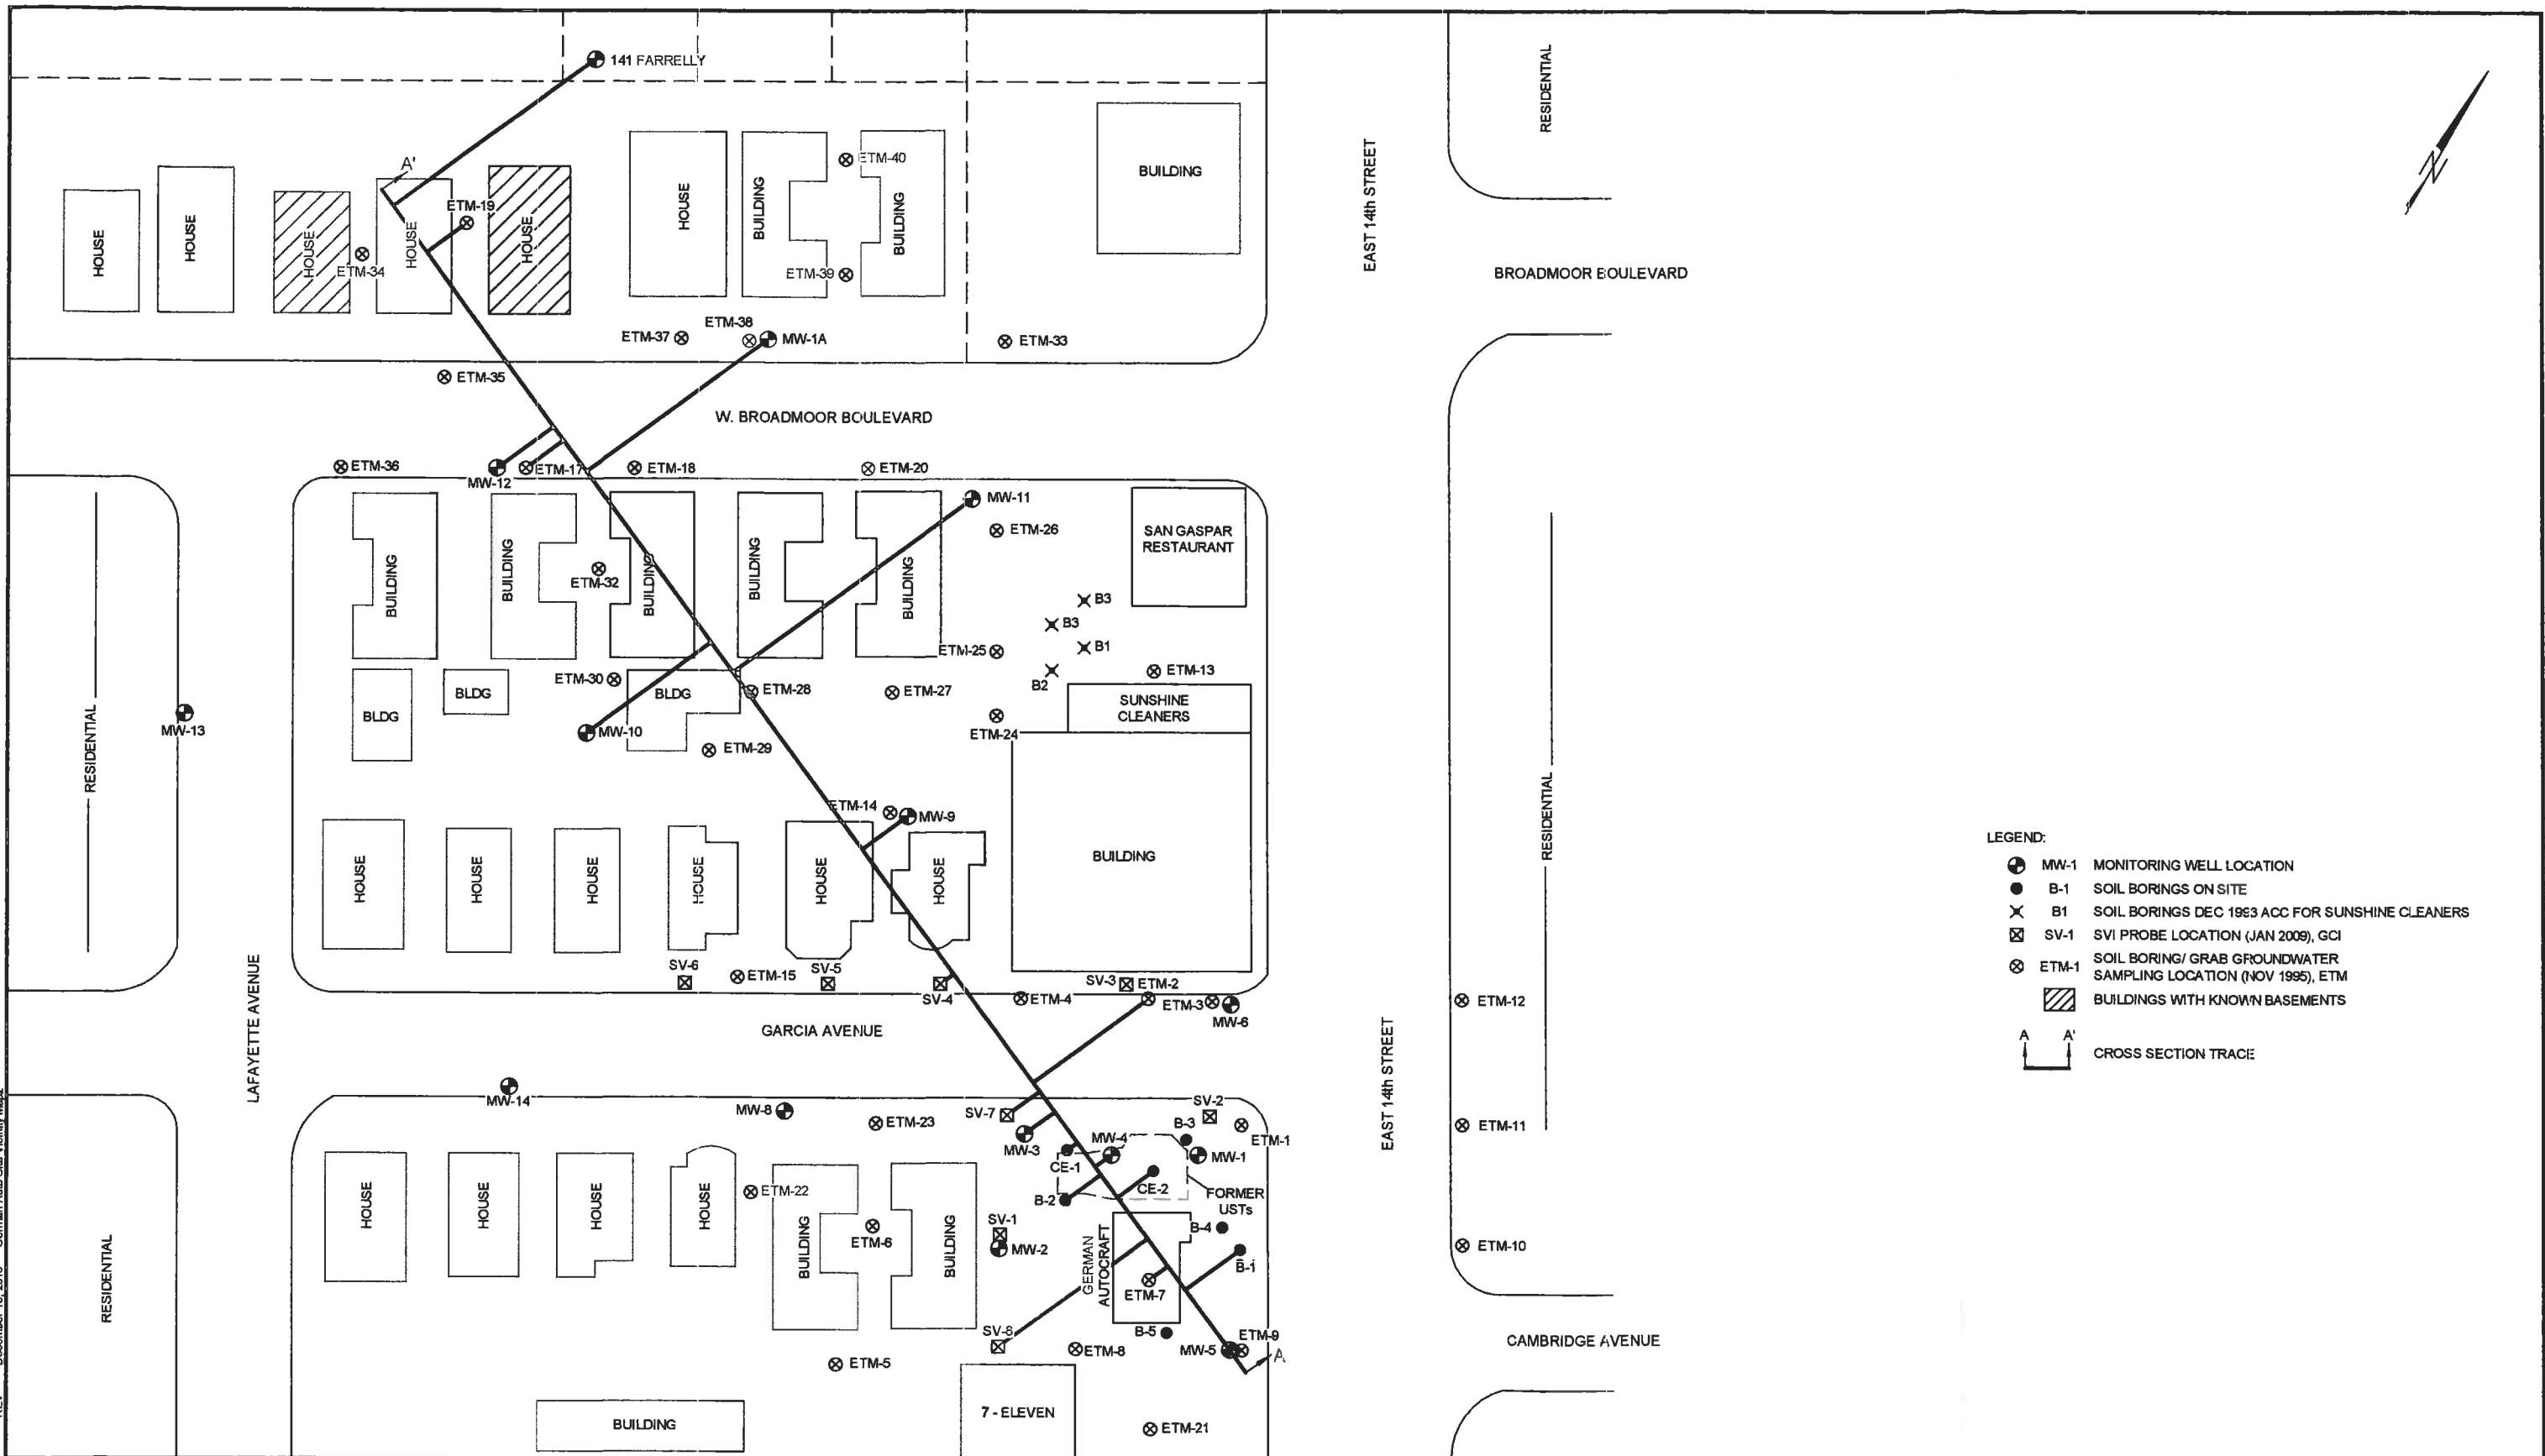 141 FARRELLY
RESIDENTIAL
A'
ETM-19
HOUSE
HOUSE
HOUSE
ETM-34
HOUSE
HOUSE
HOUSE
BUILDING
ETM-40
BUILDING
ETM-39
BUILDING
EAST 14th STREET
N
BROADMOOR BOULEVARD
ETM-37
ETM-38
MW-1A
ETM-33
ETM-35
W. BROADMOOR BOULEVARD
ETM-36
MW-12
ETM-17
ETM-18
ETM-20
MW-11
ETM-26
SAN GASPAR
RESTAURANT
BUILDING
BUILDING
ETM-32
BUILDING
BUILDING
BUILDING
B3
B3
B1
B2
ETM-25
ETM-13
ETM-30
BLDG
BLDG
BLDG
ETM-28
ETM-27
SUNSHINE
CLEANERS
ETM-24
MW-13
RESIDENTIAL
MW-10
ETM-29
ETM-14
MW-9
RESIDENTIAL
HOUSE
HOUSE
HOUSE
HOUSE
HOUSE
HOUSE
BUILDING
LEGEND:
MW-1 MONITORING WELL LOCATION
B-1 SOIL BORINGS ON SITE
B1 SOIL BORINGS DEC 1993 ACC FOR SUNSHINE CLEANERS
SV-1 SVI PROBE LOCATION (JAN 2009), GCI
ETM-1 SOIL BORING/ GRAB GROUNDWATER
SAMPLING LOCATION (NOV 1995), ETM
BUILDINGS WITH KNOWN BASEMENTS
A A' CROSS SECTION TRACE
SV-6
ETM-15
SV-5
SV-4
ETM-4
SV-3
ETM-2
ETM-3
MW-6
ETM-12
LAFAYETTE AVENUE
GARCIA AVENUE
EAST 14th STREET
MW-14
MW-8
ETM-23
SV-7
MW-3
CE-1
MW-4
B-3
SV-2
ETM-1
MW-1
ETM-11
B-2
CE-2
FORMER
USTs
HOUSE
HOUSE
HOUSE
HOUSE
ETM-22
BUILDING
ETM-6
BUILDING
SV-1
MW-2
GERMAN
AUTOCRAFT
B-4
B-1
ETM-7
ETM-10
RESIDENTIAL
SV-8
ETM-5
ETM-8
B-5
MW-5
ETM-9
A
CAMBRIDGE AVENUE
BUILDING
7 - ELEVEN
ETM-21